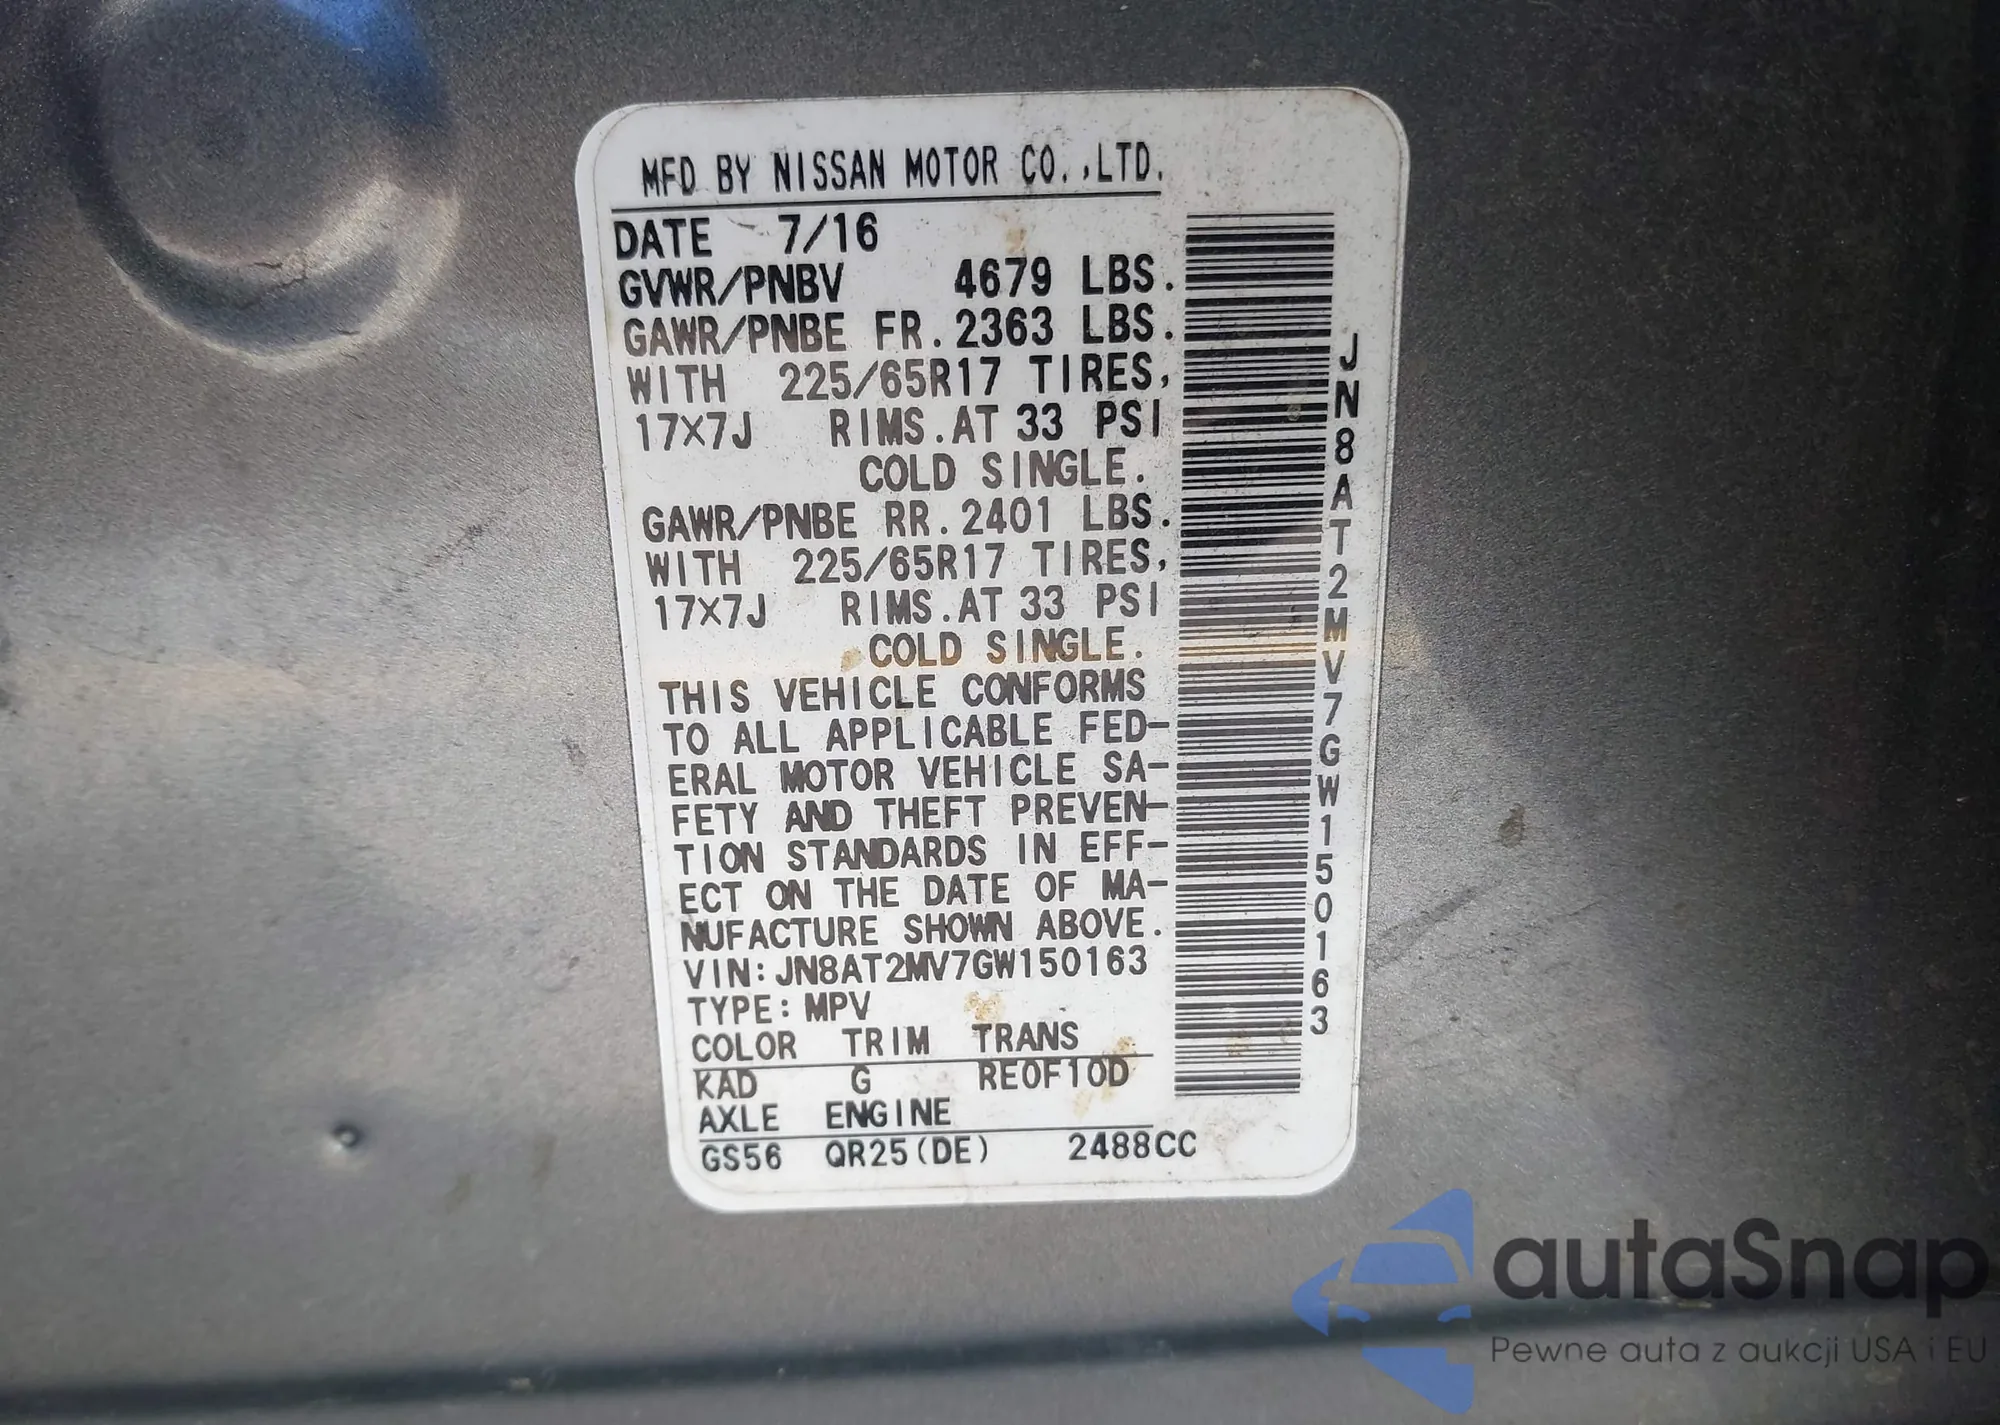 MFD BY NISSAN MOTOR CO.,LTD.
DATE 7/16
GVWR/PNBV 4679 LBS.
GAWR/PNBE FR. 2363 LBS.
WITH 225/65R17 TIRES,
17X7J RIMS.AT 33 PSI
COLD SINGLE.
GAWR/PNBE RR. 2401 LBS.
WITH 225/65R17 TIRES,
17X7J RIMS.AT 33 PSI
COLD SINGLE.
THIS VEHICLE CONFORMS
TO ALL APPLICABLE FED-
ERAL MOTOR VEHICLE SA-
FETY AND THEFT PREVEN-
TION STANDARDS IN EFF-
ECT ON THE DATE OF MA-
NUFACTURE SHOWN ABOVE.
VIN:JN8AT2MV7GW150163
TYPE:MPV
COLOR TRIM TRANS
KAD G RE0F10D
AXLE ENGINE
GS56 QR25(DE) 2488CC
JN8AT2MV7GW150163
autaSnap
Pewne auta z aukcji USA i EU